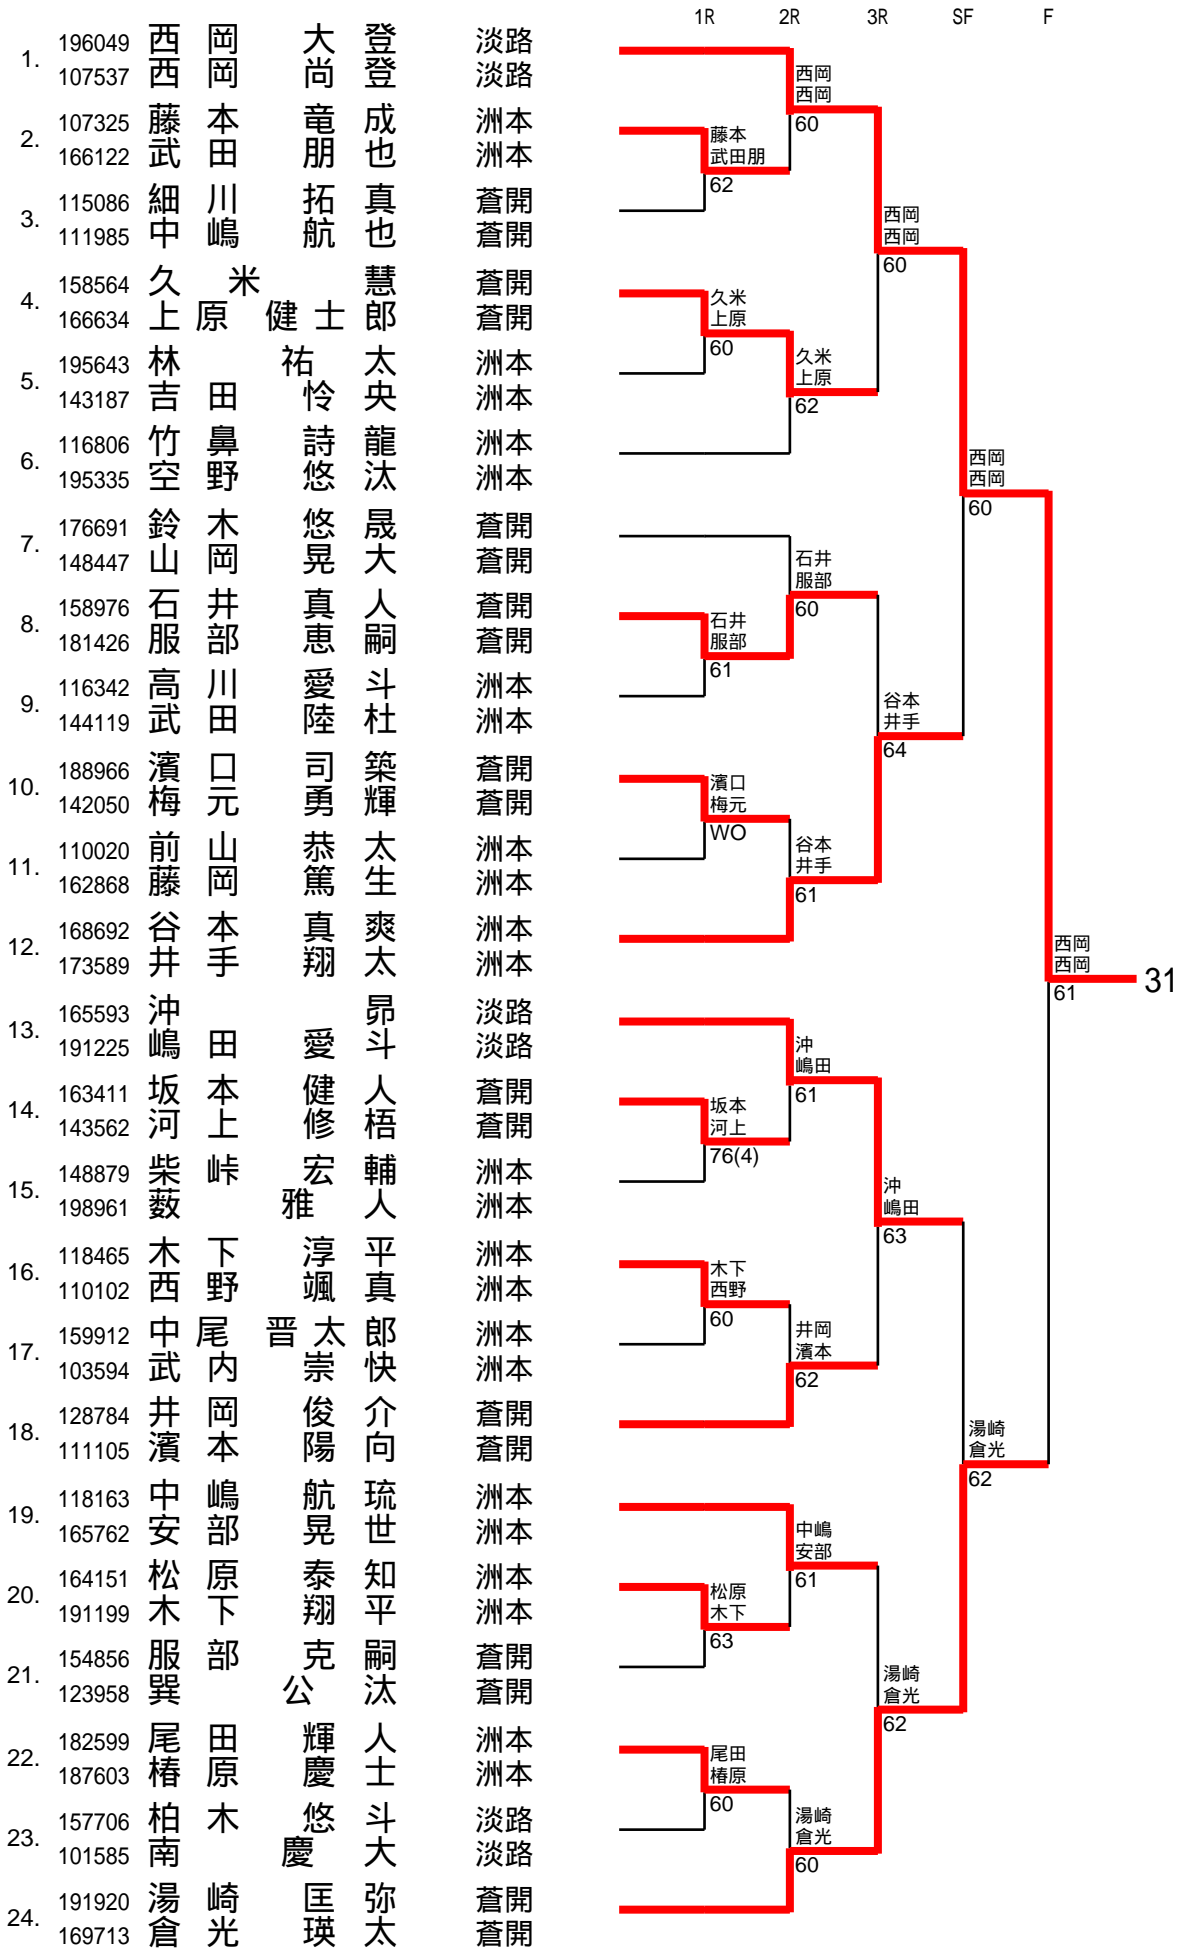 1R 2R 3R SF F
1. 196049 西岡 大登 淡路
107537 西岡 尚登 淡路
2. 107325 藤本 竜成 洲本
166122 武田 朋也 洲本
3. 115086 細川 拓真 蒼開
111985 中嶋 航也 蒼開
4. 158564 久米 慧 蒼開
166634 上原 健士郎 蒼開
5. 195643 林 祐太 洲本
143187 吉田 怜央 洲本
6. 116806 竹鼻 詩龍 洲本
195335 空野 悠汰 洲本
7. 176691 鈴木 悠晟 蒼開
148447 山岡 晃大 蒼開
8. 158976 石井 真人 蒼開
181426 服部 恵嗣 蒼開
9. 116342 高川 愛斗 洲本
144119 武田 陸杜 洲本
10. 188966 濱口 司築 蒼開
142050 梅元 勇輝 蒼開
11. 110020 前山 恭太 洲本
162868 藤岡 篤生 洲本
12. 168692 谷本 真爽 洲本
173589 井手 翔太 洲本
13. 165593 沖 昴 淡路
191225 嶋田 愛斗 淡路
14. 163411 坂本 健人 蒼開
143562 河上 修梧 蒼開
15. 148879 柴峠 宏輔 洲本
198961 薮 雅人 洲本
16. 118465 木下 淳平 洲本
110102 西野 颯真 洲本
17. 159912 中尾 晋太郎 洲本
103594 武内 崇快 洲本
18. 128784 井岡 俊介 蒼開
111105 濱本 陽向 蒼開
19. 118163 中嶋 航琉 洲本
165762 安部 晃世 洲本
20. 164151 松原 泰知 洲本
191199 木下 翔平 洲本
21. 154856 服部 克嗣 蒼開
123958 巽 公汰 蒼開
22. 182599 尾田 輝人 洲本
187603 椿原 慶士 洲本
23. 157706 柏木 悠斗 淡路
101585 南 慶大 淡路
24. 191920 湯崎 匡弥 蒼開
169713 倉光 瑛太 蒼開
藤本
武田朋
62
久米
上原
60
石井
服部
61
濱口
梅元
WO
坂本
河上
76(4)
木下
西野
60
松原
木下
63
尾田
椿原
60
西岡
西岡
60
久米
上原
62
石井
服部
60
谷本
井手
61
沖
嶋田
61
井岡
濱本
62
中嶋
安部
61
湯崎
倉光
60
西岡
西岡
60
谷本
井手
64
沖
嶋田
63
湯崎
倉光
62
西岡
西岡
60
湯崎
倉光
62
西岡
西岡
61
31